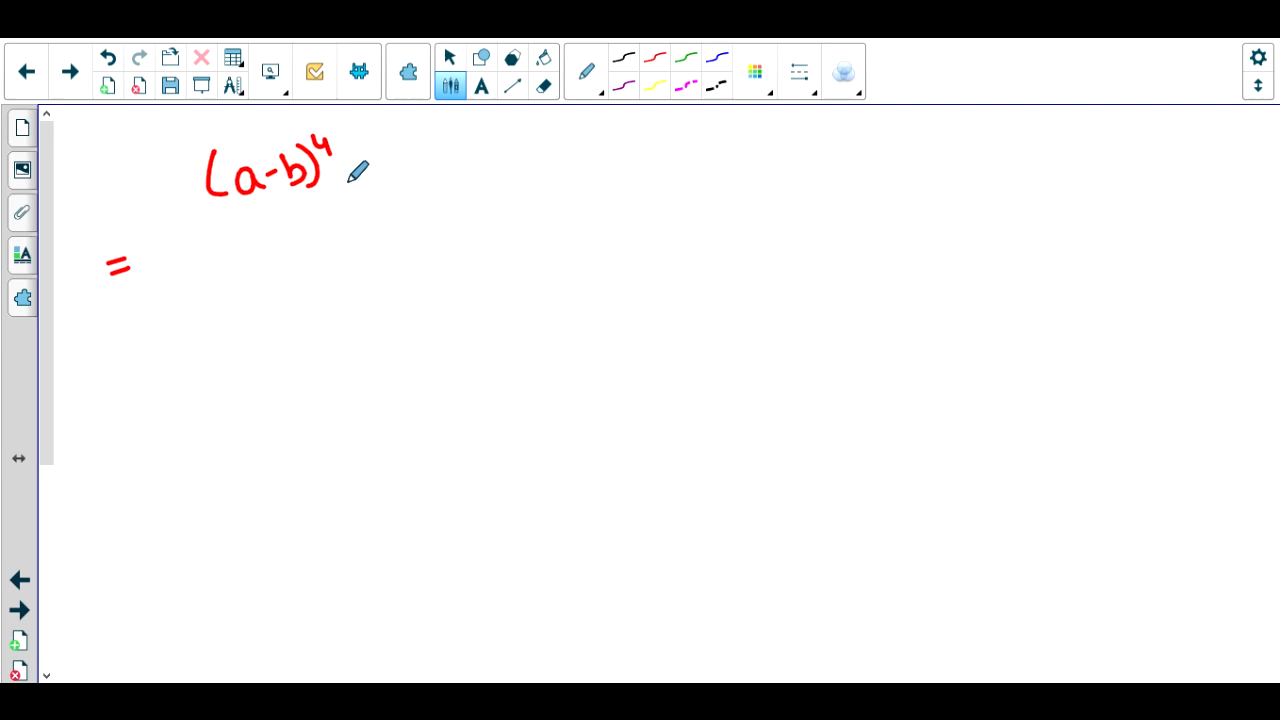 (a-b)⁴
=